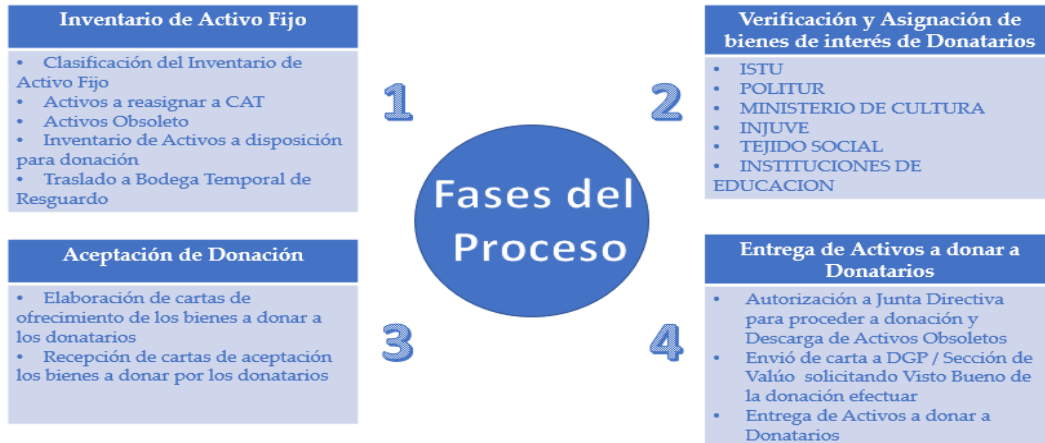 Inventario de Activo Fijo
• Clasificación del Inventario de
Activo Fijo
• Activos a reasignar a CAT
• Activos Obsoleto
• Inventario de Activos a disposición
para donación
• Traslado a Bodega Temporal de
Resguardo
1
2
Verificación y Asignación de
bienes de interés de Donatarios
• ISTU
• POLITUR
• MINISTERIO DE CULTURA
• INJUVE
• TEJIDO SOCIAL
• INSTITUCIONES DE
EDUCACION
Fases del
Proceso
Aceptación de Donación
• Elaboración de cartas de
ofrecimiento de los bienes a donar a
los donatarios
• Recepción de cartas de aceptación
los bienes a donar por los donatarios
3
4
Entrega de Activos a donar a
Donatarios
• Autorización a Junta Directiva
para proceder a donación y
Descarga de Activos Obsoletos
• Envió de carta a DGP / Sección de
Valúo solicitando Visto Bueno de
la donación efectuar
• Entrega de Activos a donar a
Donatarios